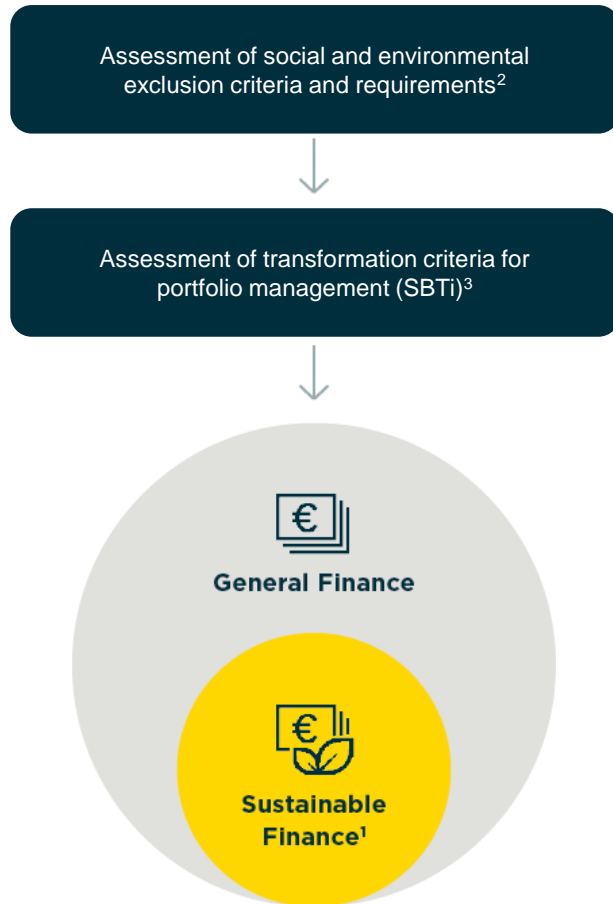 Assessment of social and environmental
exclusion criteria and requirements²
Assessment of transformation criteria for
portfolio management (SBTi)³
€
General Finance
€
Sustainable
Finance¹